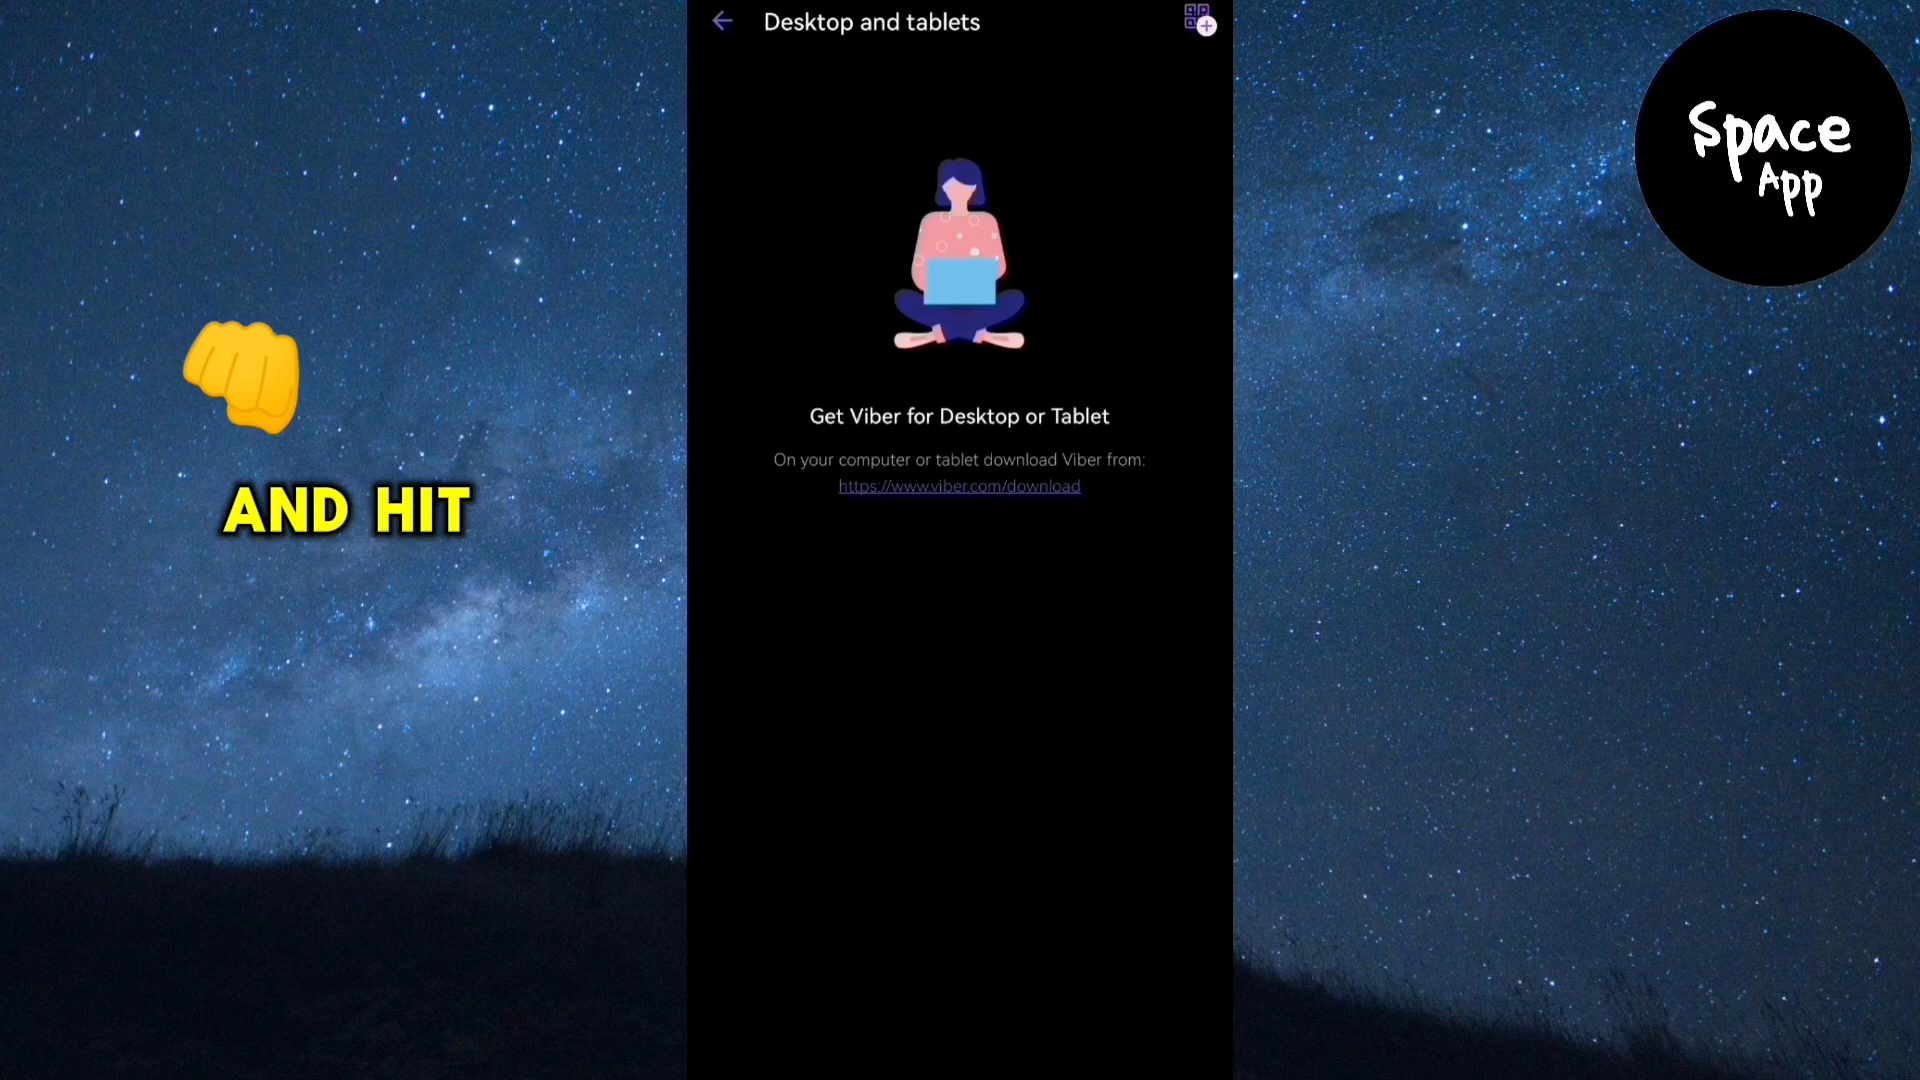 Desktop and tablets
Space
App
AND HIT
Get Viber for Desktop or Tablet
On your computer or tablet download Viber from:
https://www.viber.com/download